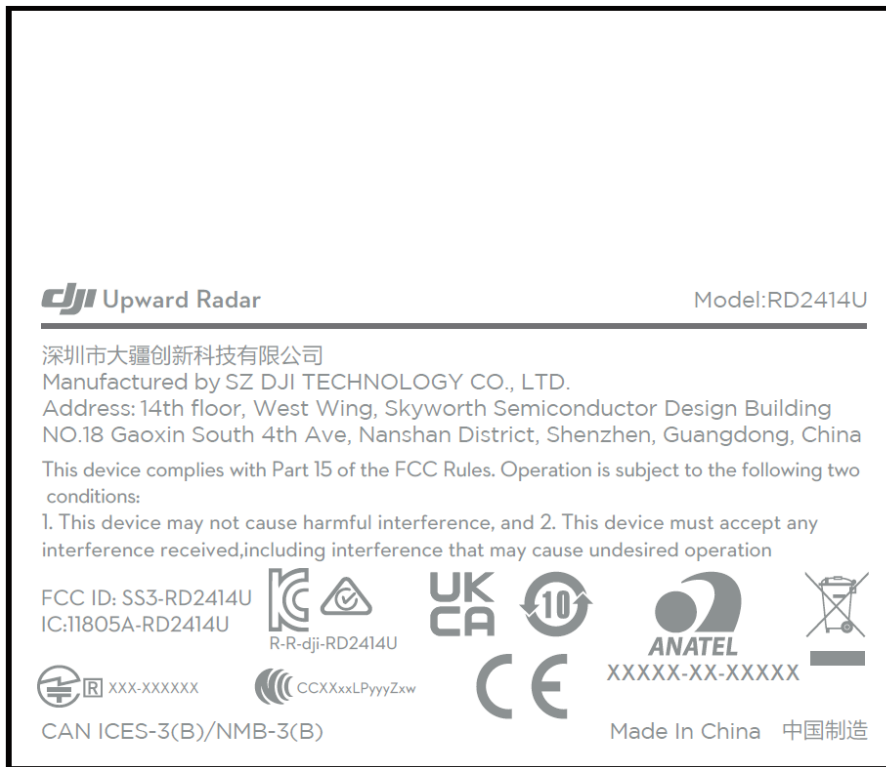 dji Upward Radar Model:RD2414U
深圳市大疆创新科技有限公司
Manufactured by SZ DJI TECHNOLOGY CO., LTD.
Address: 14th floor, West Wing, Skyworth Semiconductor Design Building
NO.18 Gaoxin South 4th Ave, Nanshan District, Shenzhen, Guangdong, China
This device complies with Part 15 of the FCC Rules. Operation is subject to the following two
conditions:
1. This device may not cause harmful interference, and 2. This device must accept any
interference received,including interference that may cause undesired operation
FCC ID: SS3-RD2414U
IC:11805A-RD2414U
R-R-dji-RD2414U
UK
CA
10
ANATEL
XXXXX-XX-XXXXX
R XXX-XXXXXX
CCXXxxLPyyyZxw
CE
CAN ICES-3(B)/NMB-3(B)
Made In China 中国制造